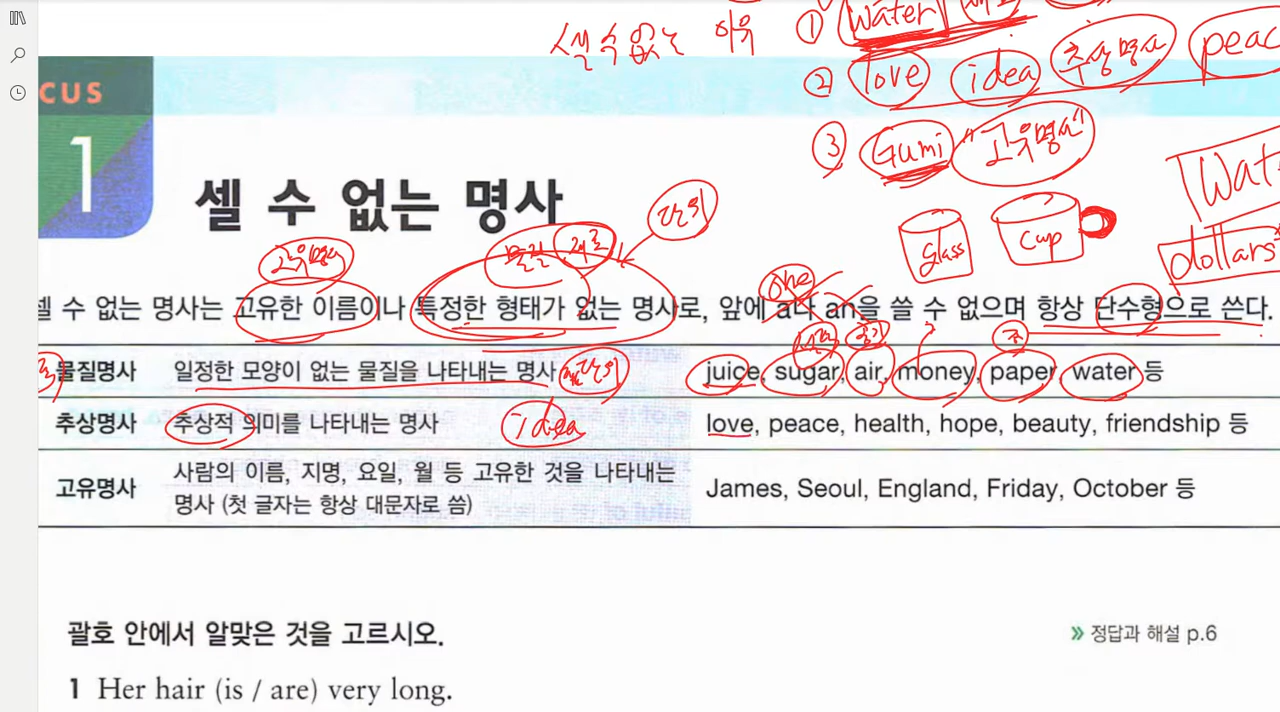 셀 수 없는 이유 ① water
② love idea 추상명사 peac
③ Gumi "고유명사"
CUS
1
셀 수 없는 명사
단위
Glass Cup
Wat
dollars
고유명사 물질 재료
one
셀 수 없는 명사는 고유한 이름이나 특정한 형태가 없는 명사로, 앞에 a나 an을 쓸 수 없으며 항상 단수형으로 쓴다.
설탕 공기 종
물질명사 일정한 모양이 없는 물질을 나타내는 명사 단위 juice, sugar, air, money, paper, water 등
추상명사 추상적 의미를 나타내는 명사 idea love, peace, health, hope, beauty, friendship 등
고유명사 사람의 이름, 지명, 요일, 월 등 고유한 것을 나타내는
명사 (첫 글자는 항상 대문자로 씀) James, Seoul, England, Friday, October 등
괄호 안에서 알맞은 것을 고르시오.
» 정답과 해설 p.6
1 Her hair (is / are) very long.